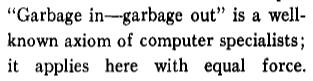 “Garbage in—garbage out” is a well-
known axiom of computer specialists;
it applies here with equal force.